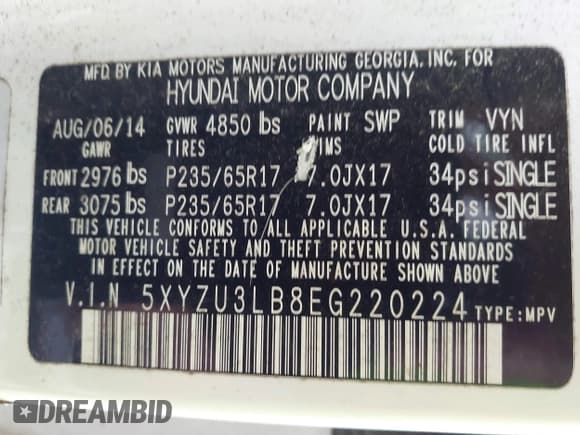 MFD. BY KIA MOTORS MANUFACTURING GEORGIA, INC. FOR
HYUNDAI MOTOR COMPANY
AUG/06/14 GVWR 4850 lbs PAINT SWP TRIM VYN
GAWR TIRES RIMS COLD TIRE INFL
FRONT 2976 lbs P235/65R17 7.0JX17 34psi SINGLE
REAR 3075 lbs P235/65R17 7.0JX17 34psi SINGLE
THIS VEHICLE CONFORMS TO ALL APPLICABLE U.S.A. FEDERAL
MOTOR VEHICLE SAFETY AND THEFT PREVENTION STANDARDS
IN EFFECT ON THE DATE OF MANUFACTURE SHOWN ABOVE.
V.I.N 5XYZU3LB8EG220224 TYPE:MPV
DREAMBID